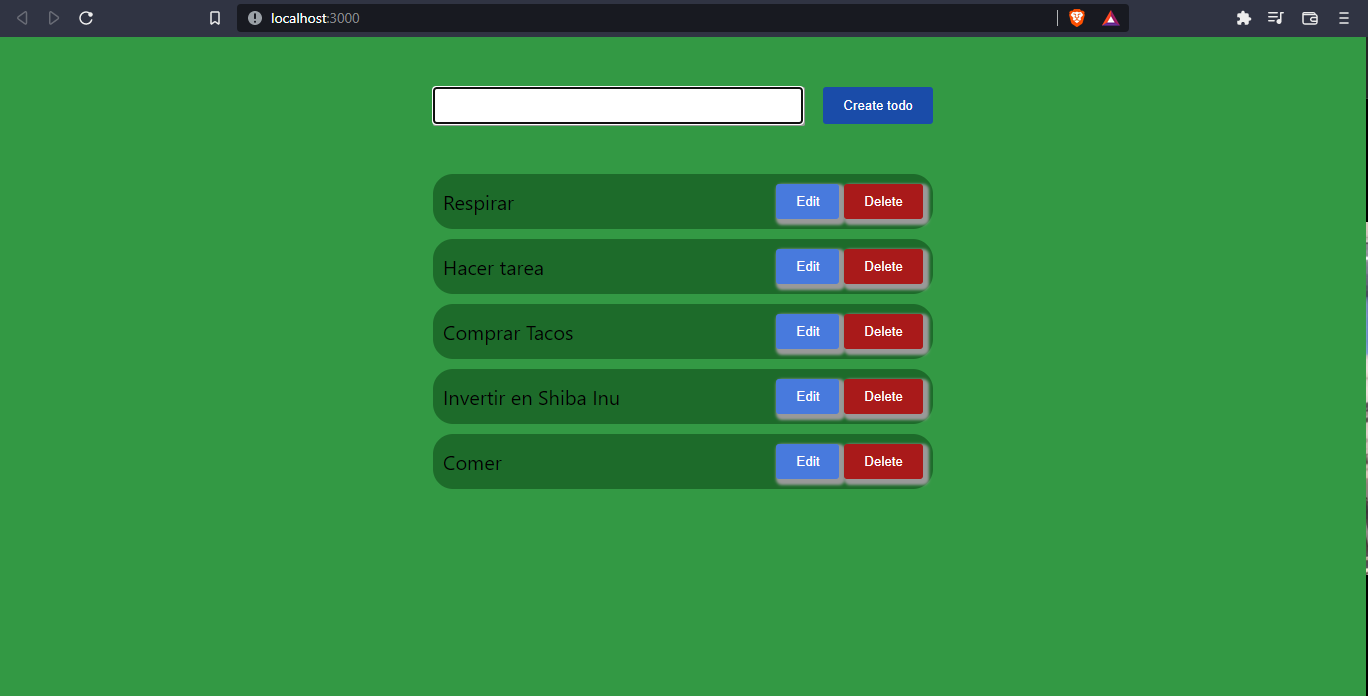 localhost:3000
Create todo
Respirar Edit Delete
Hacer tarea Edit Delete
Comprar Tacos Edit Delete
Invertir en Shiba Inu Edit Delete
Comer Edit Delete